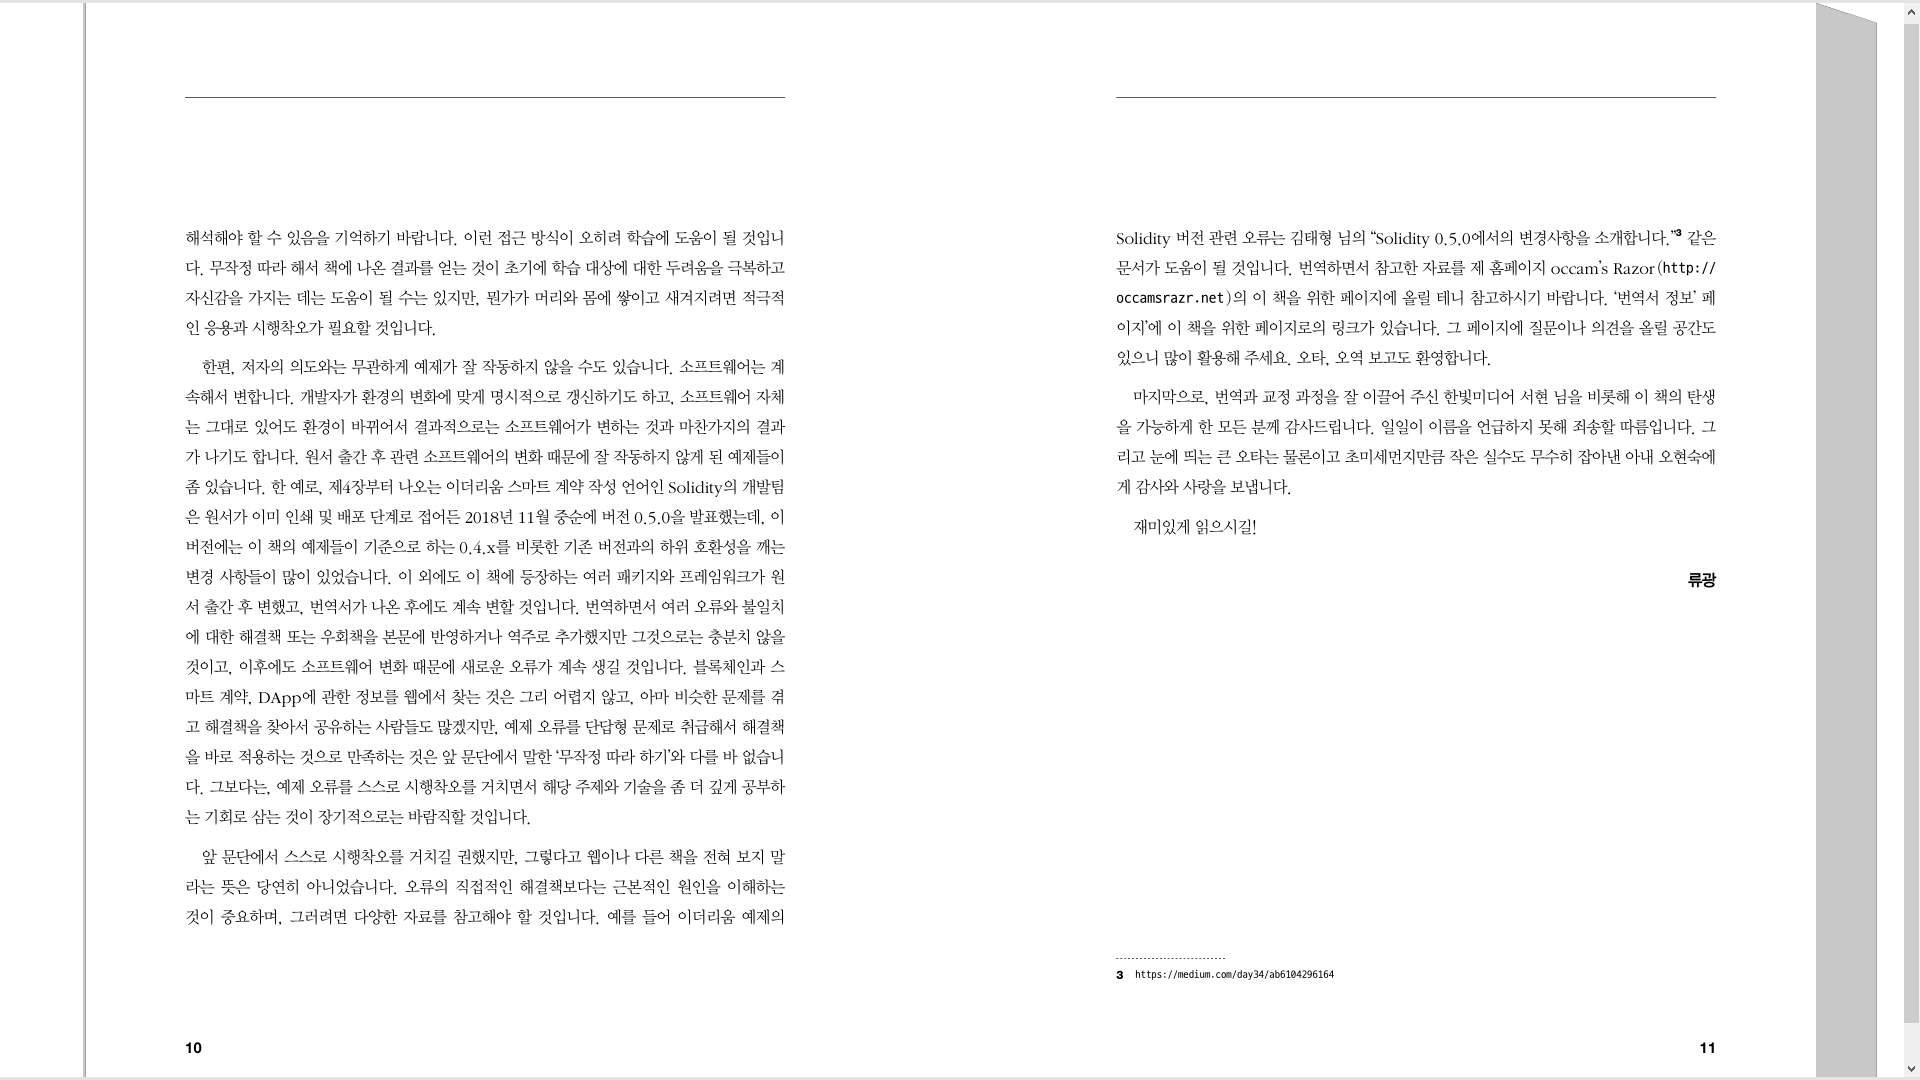 해석해야 할 수 있음을 기억하기 바랍니다. 이런 접근 방식이 오히려 학습에 도움이 될 것입니
다. 무작정 따라 해서 책에 나온 결과를 얻는 것이 초기에 학습 대상에 대한 두려움을 극복하고
자신감을 가지는 데는 도움이 될 수는 있지만, 뭔가가 머리와 몸에 쌓이고 새겨지려면 적극적
인 응용과 시행착오가 필요할 것입니다.
한편, 저자의 의도와는 무관하게 예제가 잘 작동하지 않을 수도 있습니다. 소프트웨어는 계
속해서 변합니다. 개발자가 환경의 변화에 맞게 명시적으로 갱신하기도 하고, 소프트웨어 자체
는 그대로 있어도 환경이 바뀌어서 결과적으로는 소프트웨어가 변하는 것과 마찬가지의 결과
가 나기도 합니다. 원서 출간 후 관련 소프트웨어의 변화 때문에 잘 작동하지 않게 된 예제들이
좀 있습니다. 한 예로, 제4장부터 나오는 이더리움 스마트 계약 작성 언어인 Solidity의 개발팀
은 원서가 이미 인쇄 및 배포 단계로 접어든 2018년 11월 중순에 버전 0.5.0을 발표했는데, 이
버전에는 이 책의 예제들이 기준으로 하는 0.4.x를 비롯한 기존 버전과의 하위 호환성을 깨는
변경 사항들이 많이 있었습니다. 이 외에도 이 책에 등장하는 여러 패키지와 프레임워크가 원
서 출간 후 변했고, 번역서가 나온 후에도 계속 변할 것입니다. 번역하면서 여러 오류와 불일치
에 대한 해결책 또는 우회책을 본문에 반영하거나 역주로 추가했지만 그것으로는 충분치 않을
것이고, 이후에도 소프트웨어 변화 때문에 새로운 오류가 계속 생길 것입니다. 블록체인과 스
마트 계약, DApp에 관한 정보를 웹에서 찾는 것은 그리 어렵지 않고, 아마 비슷한 문제를 겪
고 해결책을 찾아서 공유하는 사람들도 많겠지만, 예제 오류를 단답형 문제로 취급해서 해결책
을 바로 적용하는 것으로 만족하는 것은 앞 문단에서 말한 ‘무작정 따라 하기’와 다를 바 없습니
다. 그보다는, 예제 오류를 스스로 시행착오를 거치면서 해당 주제와 기술을 좀 더 깊게 공부하
는 기회로 삼는 것이 장기적으로는 바람직할 것입니다.
앞 문단에서 스스로 시행착오를 거치길 권했지만, 그렇다고 웹이나 다른 책을 전혀 보지 말
라는 뜻은 당연히 아니었습니다. 오류의 직접적인 해결책보다는 근본적인 원인을 이해하는
것이 중요하며, 그러려면 다양한 자료를 참고해야 할 것입니다. 예를 들어 이더리움 예제의
10
Solidity 버전 관련 오류는 김태형 님의 “Solidity 0.5.0에서의 변경사항을 소개합니다.”3 같은
문서가 도움이 될 것입니다. 번역하면서 참고한 자료를 제 홈페이지 occam's Razor(http://
occamsrazr.net)의 이 책을 위한 페이지에 올릴 테니 참고하시기 바랍니다. ‘번역서 정보’ 페
이지’에 이 책을 위한 페이지로의 링크가 있습니다. 그 페이지에 질문이나 의견을 올릴 공간도
있으니 많이 활용해 주세요. 오타, 오역 보고도 환영합니다.
마지막으로, 번역과 교정 과정을 잘 이끌어 주신 한빛미디어 서현 님을 비롯해 이 책의 탄생
을 가능하게 한 모든 분께 감사드립니다. 일일이 이름을 언급하지 못해 죄송할 따름입니다. 그
리고 눈에 띄는 큰 오타는 물론이고 초미세먼지만큼 작은 실수도 무수히 잡아낸 아내 오현숙에
게 감사와 사랑을 보냅니다.
재미있게 읽으시길!
류광
3 https://medium.com/day34/ab6104296164
11